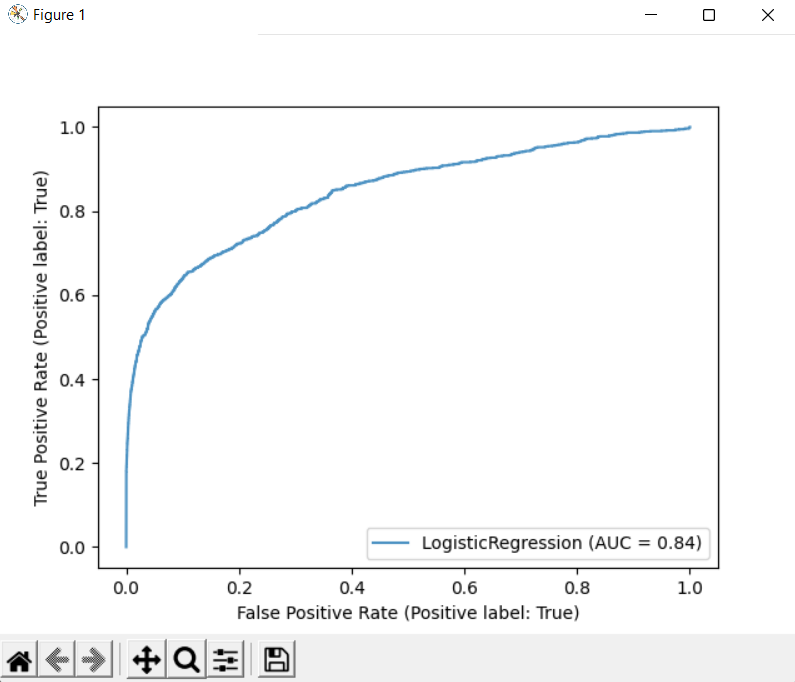 Figure 1
1.0
0.8
0.6
0.4
0.2
0.0
True Positive Rate (Positive label: True)
LogisticRegression (AUC = 0.84)
0.0 0.2 0.4 0.6 0.8 1.0
False Positive Rate (Positive label: True)